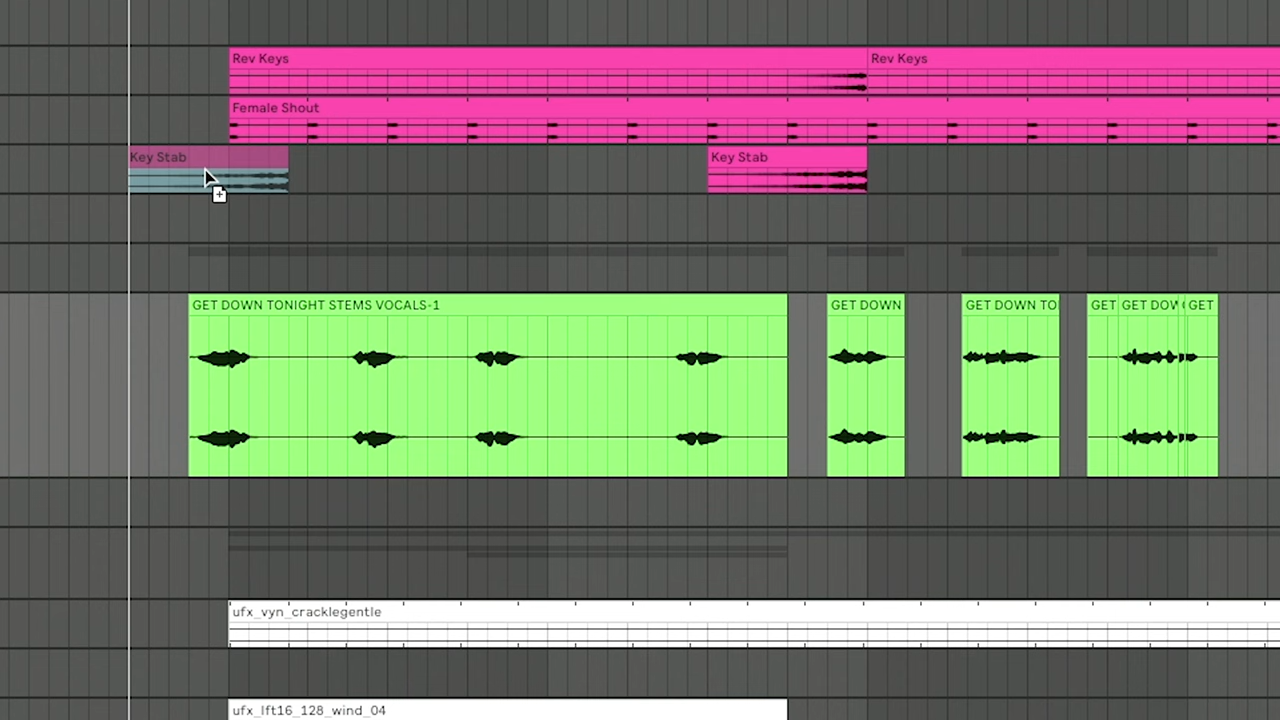 Rev Keys
Rev Keys
Female Shout
Key Stab
Key Stab
GET DOWN TONIGHT STEMS VOCALS-1
GET DOWN
GET DOWN TO
GET
GET DOW
GET
ufx_vyn_cracklegentle
ufx_lft16_128_wind_04